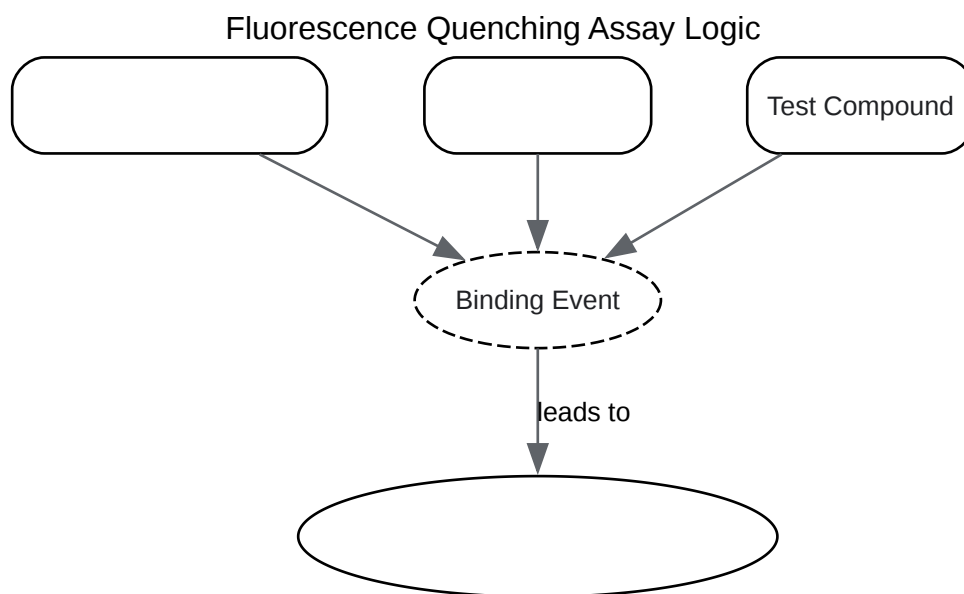 Fluorescence Quenching Assay Logic
Test Compound
Binding Event
leads to